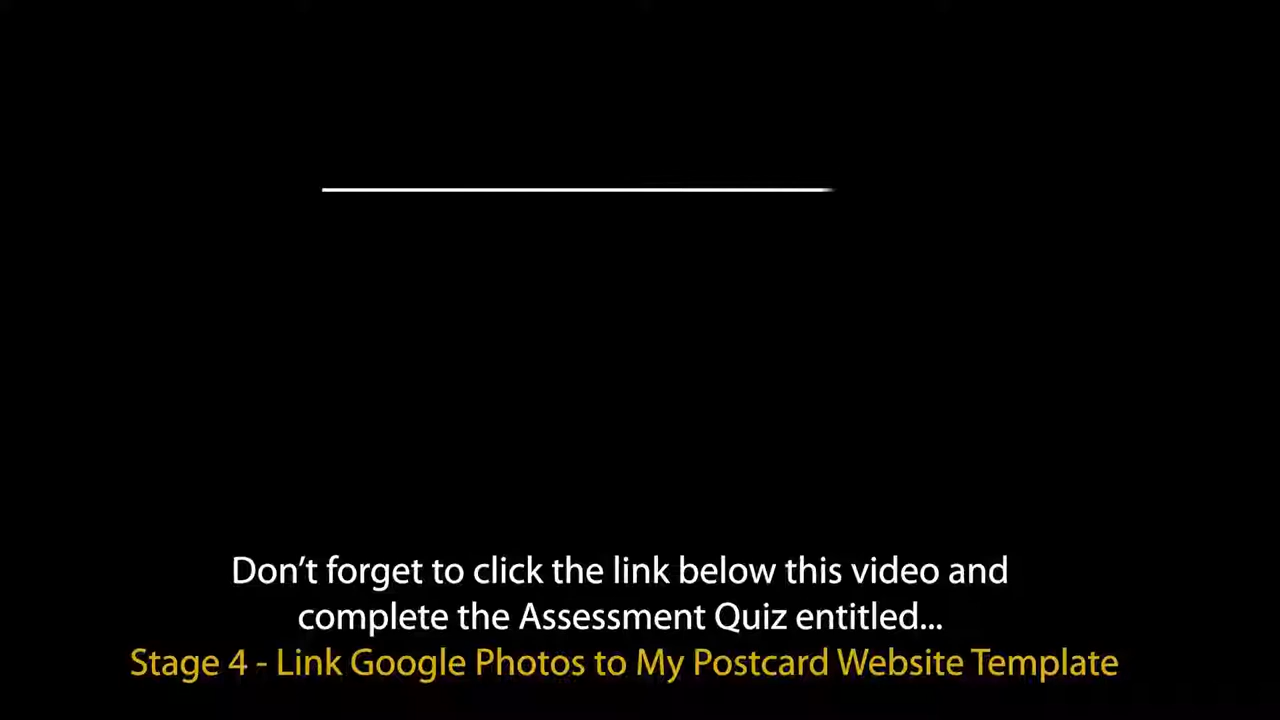 Don’t forget to click the link below this video and
complete the Assessment Quiz entitled...
Stage 4 - Link Google Photos to My Postcard Website Template